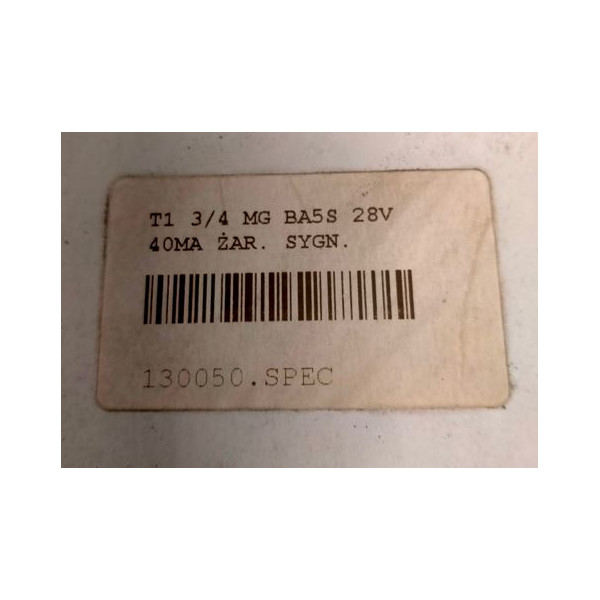 T1 3/4 MG BA5S 28V
40MA ŻAR. SYGN.
130050.SPEC